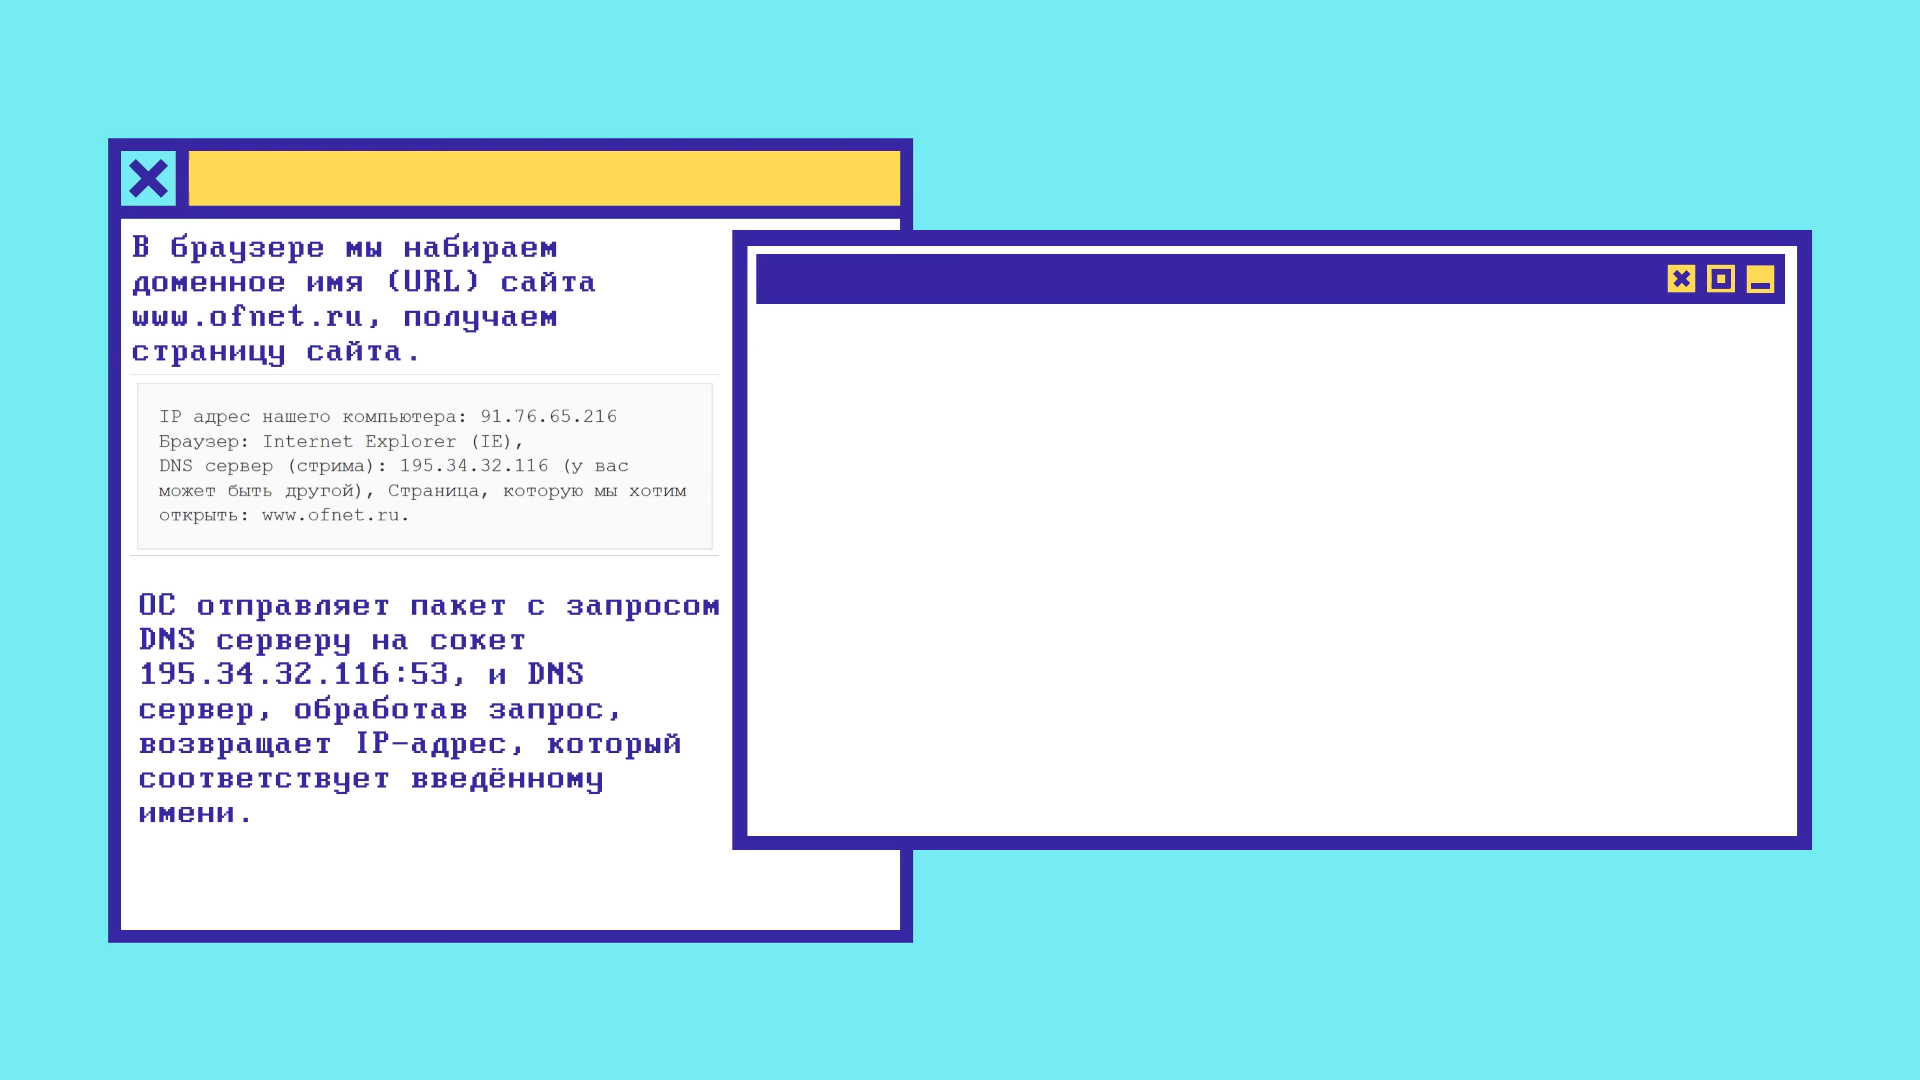 В браузере мы набираем
доменное имя (URL) сайта
www.ofnet.ru, получаем
страницу сайта.
IP адрес нашего компьютера: 91.76.65.216
Браузер: Internet Explorer (IE),
DNS сервер (стрима): 195.34.32.116 (у вас
может быть другой), Страница, которую мы хотим
открыть: www.ofnet.ru.
ОС отправляет пакет с запросом
DNS серверу на сокет
195.34.32.116:53, и DNS
сервер, обработав запрос,
возвращает IP-адрес, который
соответствует введённому
имени.